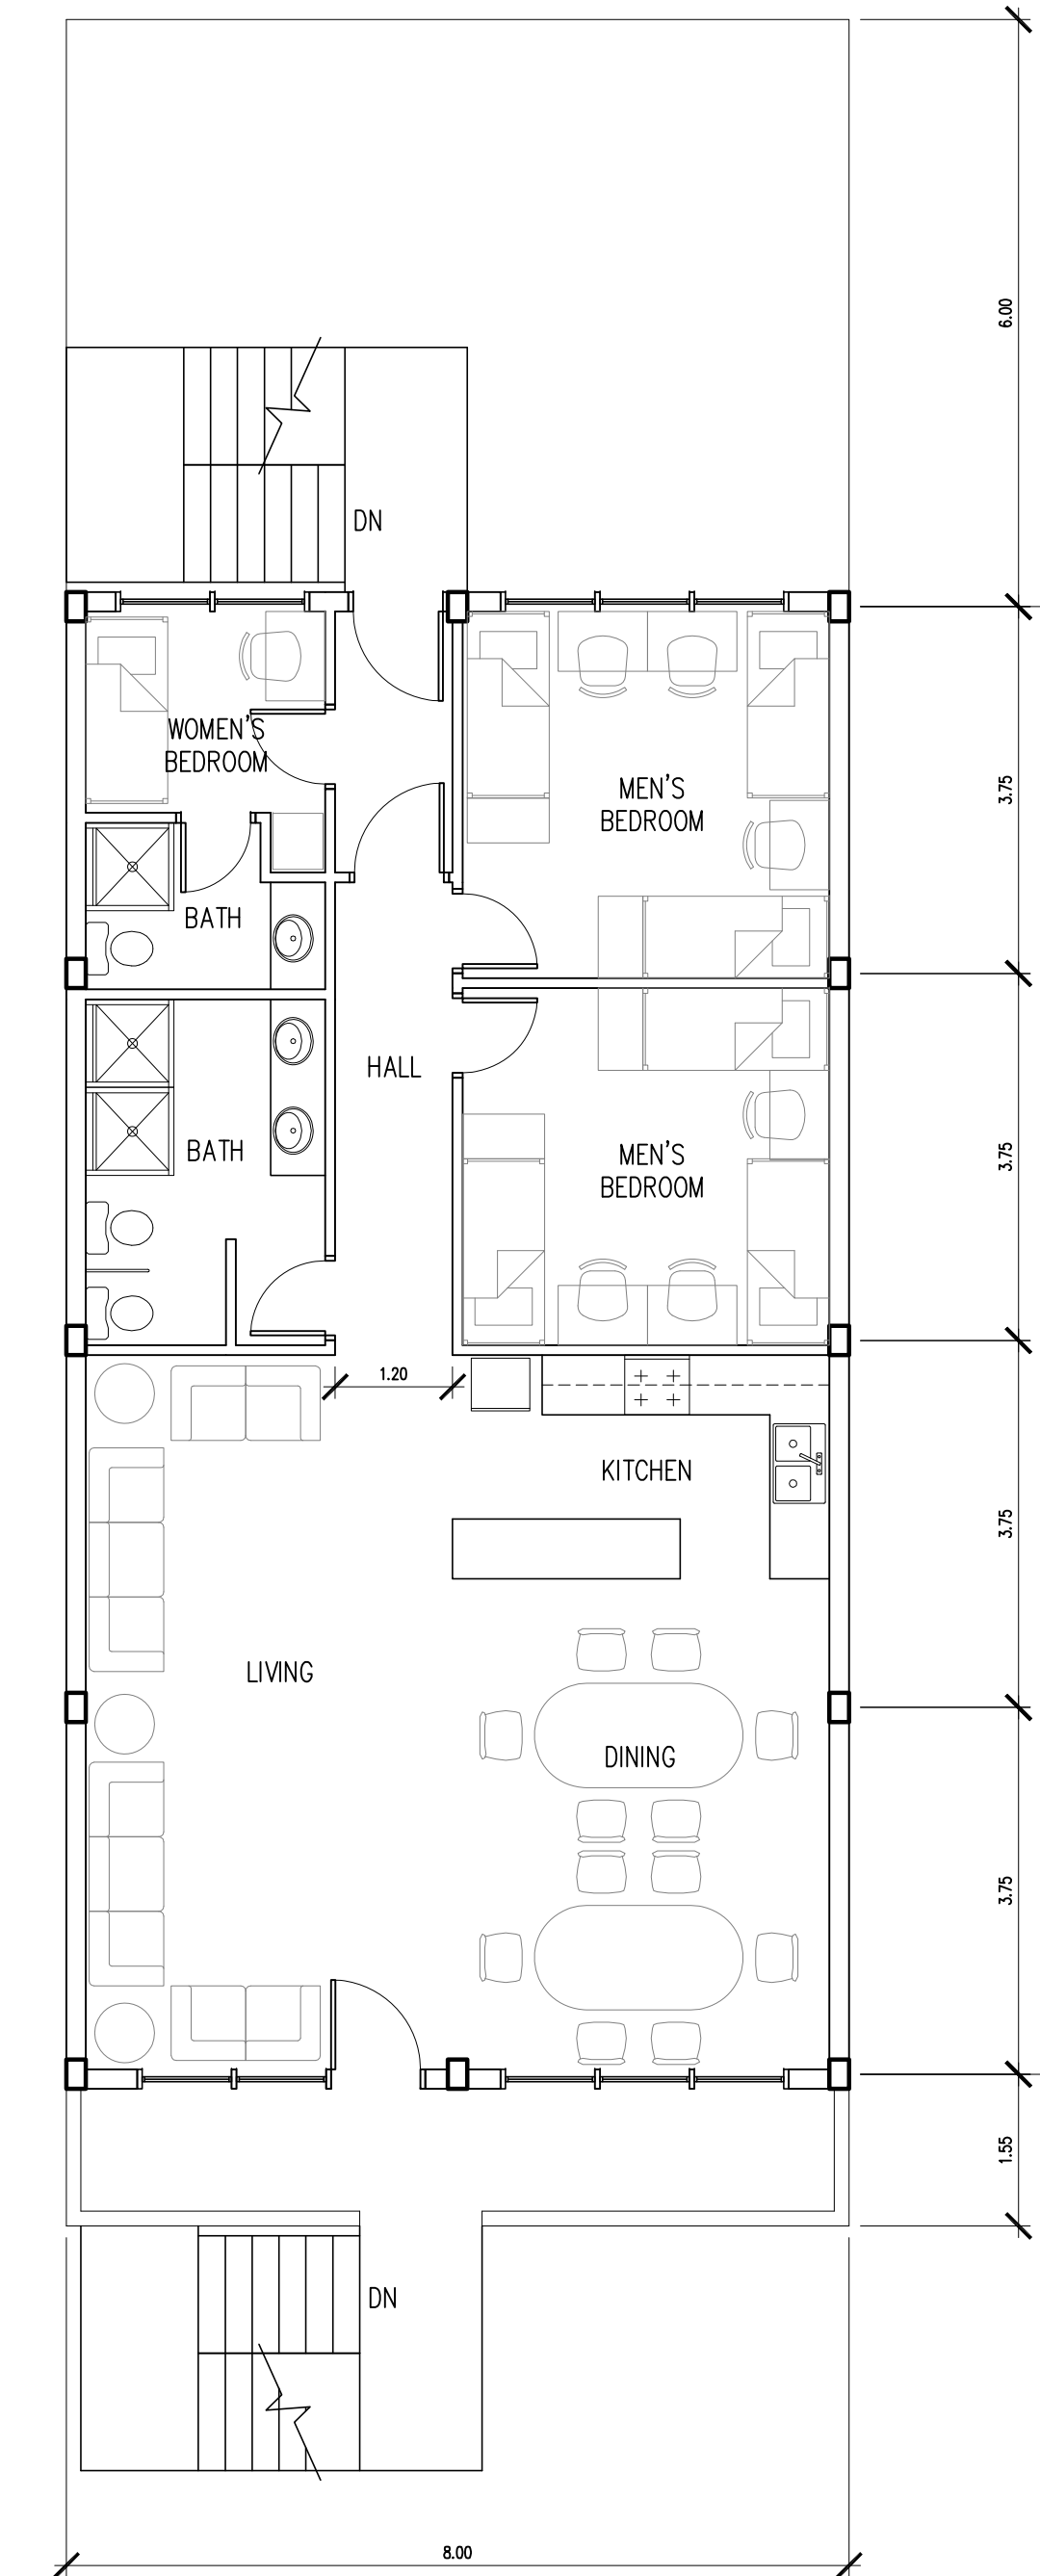 6.00
DN
WOMEN'S
BEDROOM
MEN'S
BEDROOM
3.75
BATH
HALL
BATH
MEN'S
BEDROOM
3.75
1.20
KITCHEN
3.75
LIVING
DINING
3.75
1.55
DN
8.00